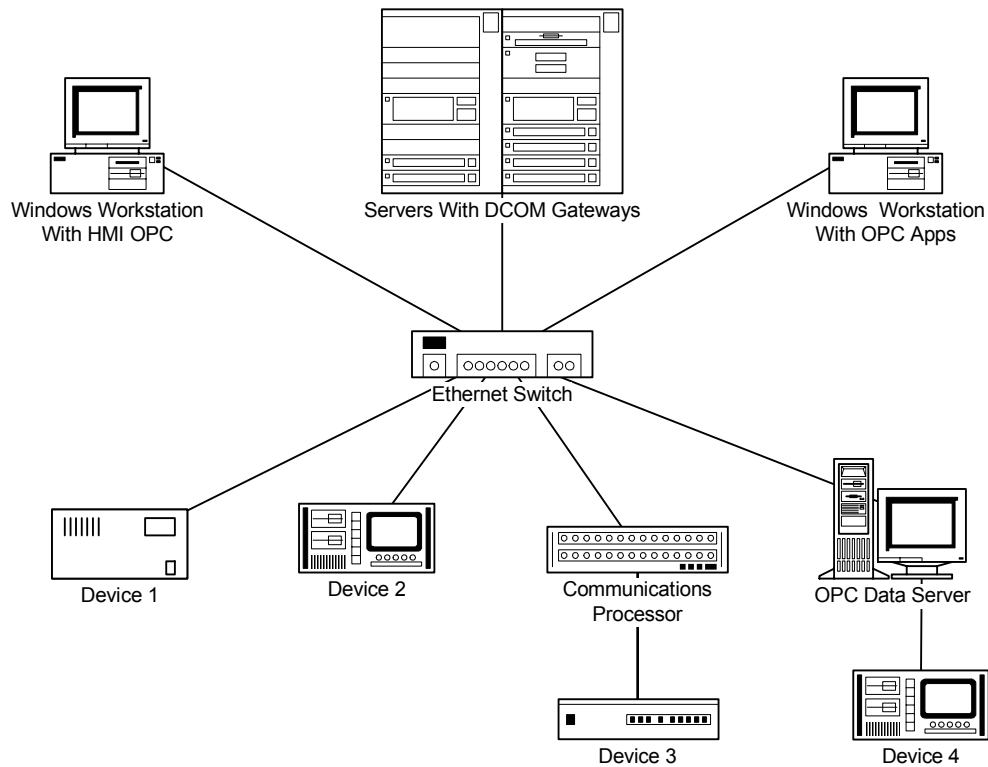 Servers With DCOM Gateways
Windows Workstation
With HMI OPC
Windows Workstation
With OPC Apps
Ethernet Switch
Device 1
Device 2
Communications
Processor
OPC Data Server
Device 3
Device 4